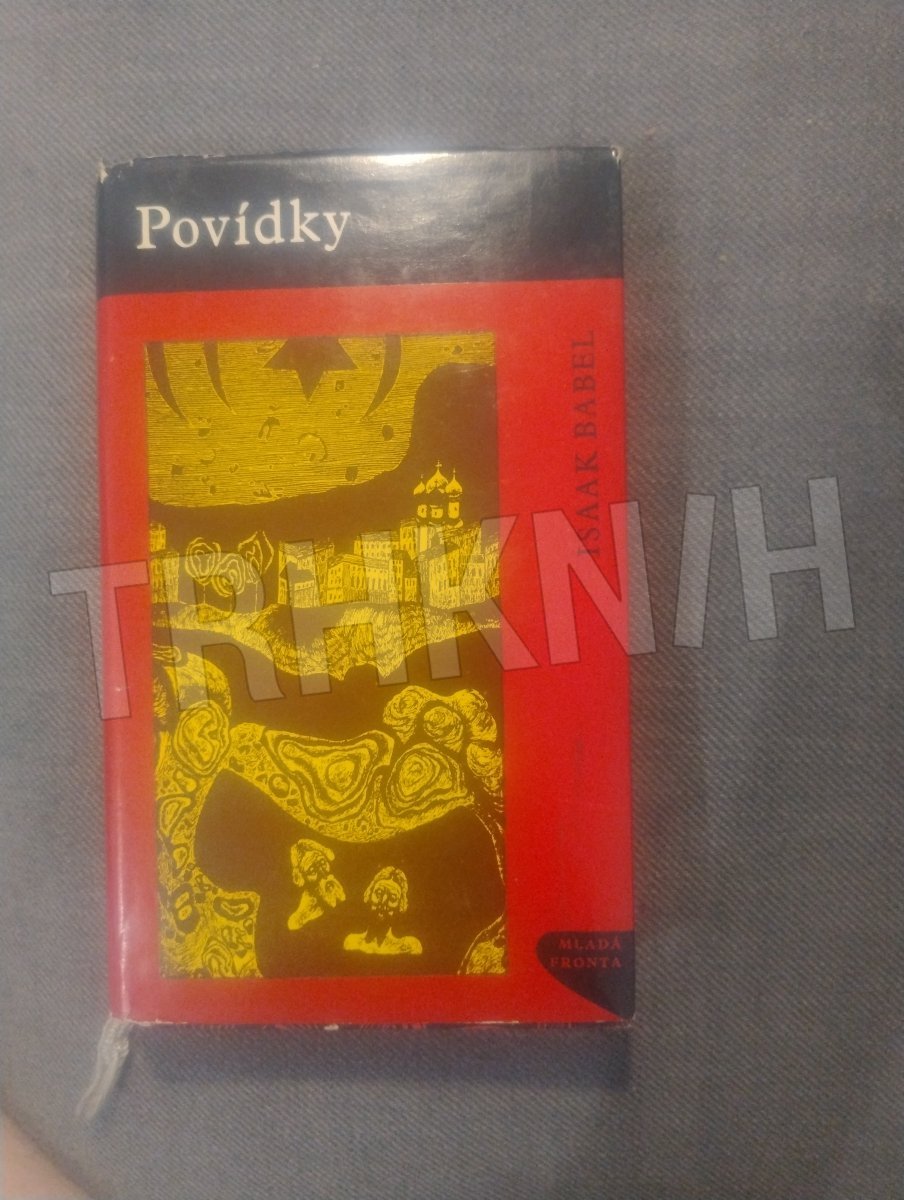 Povídky
ISAAK BABEL
TRHKNIH
MLADÁ
FRONTA